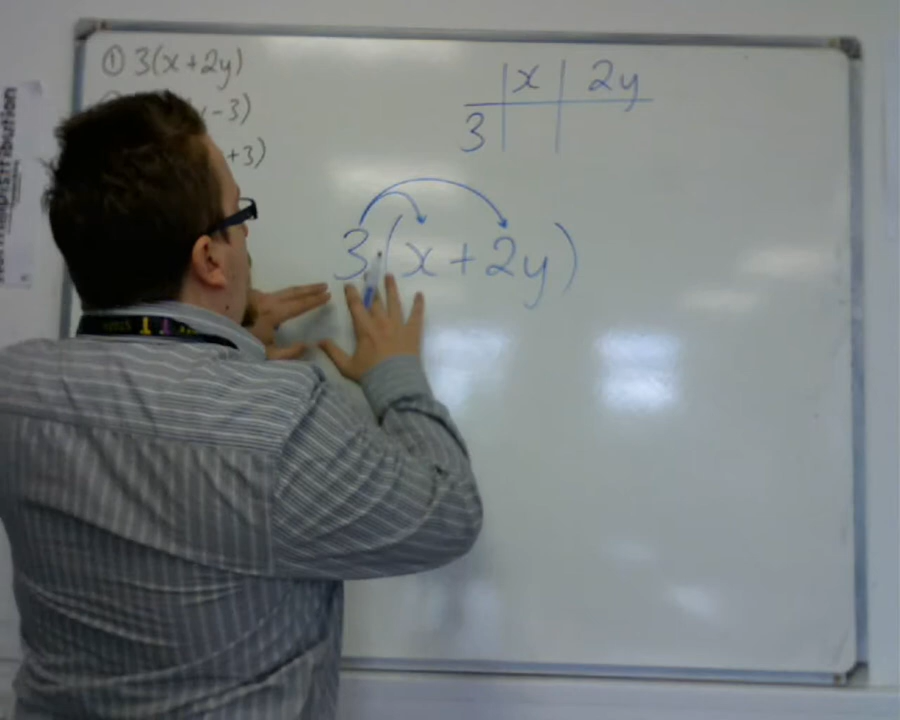 ① 3(x+2y)
-3)
+3)
x 2y
3
3(x+2y)